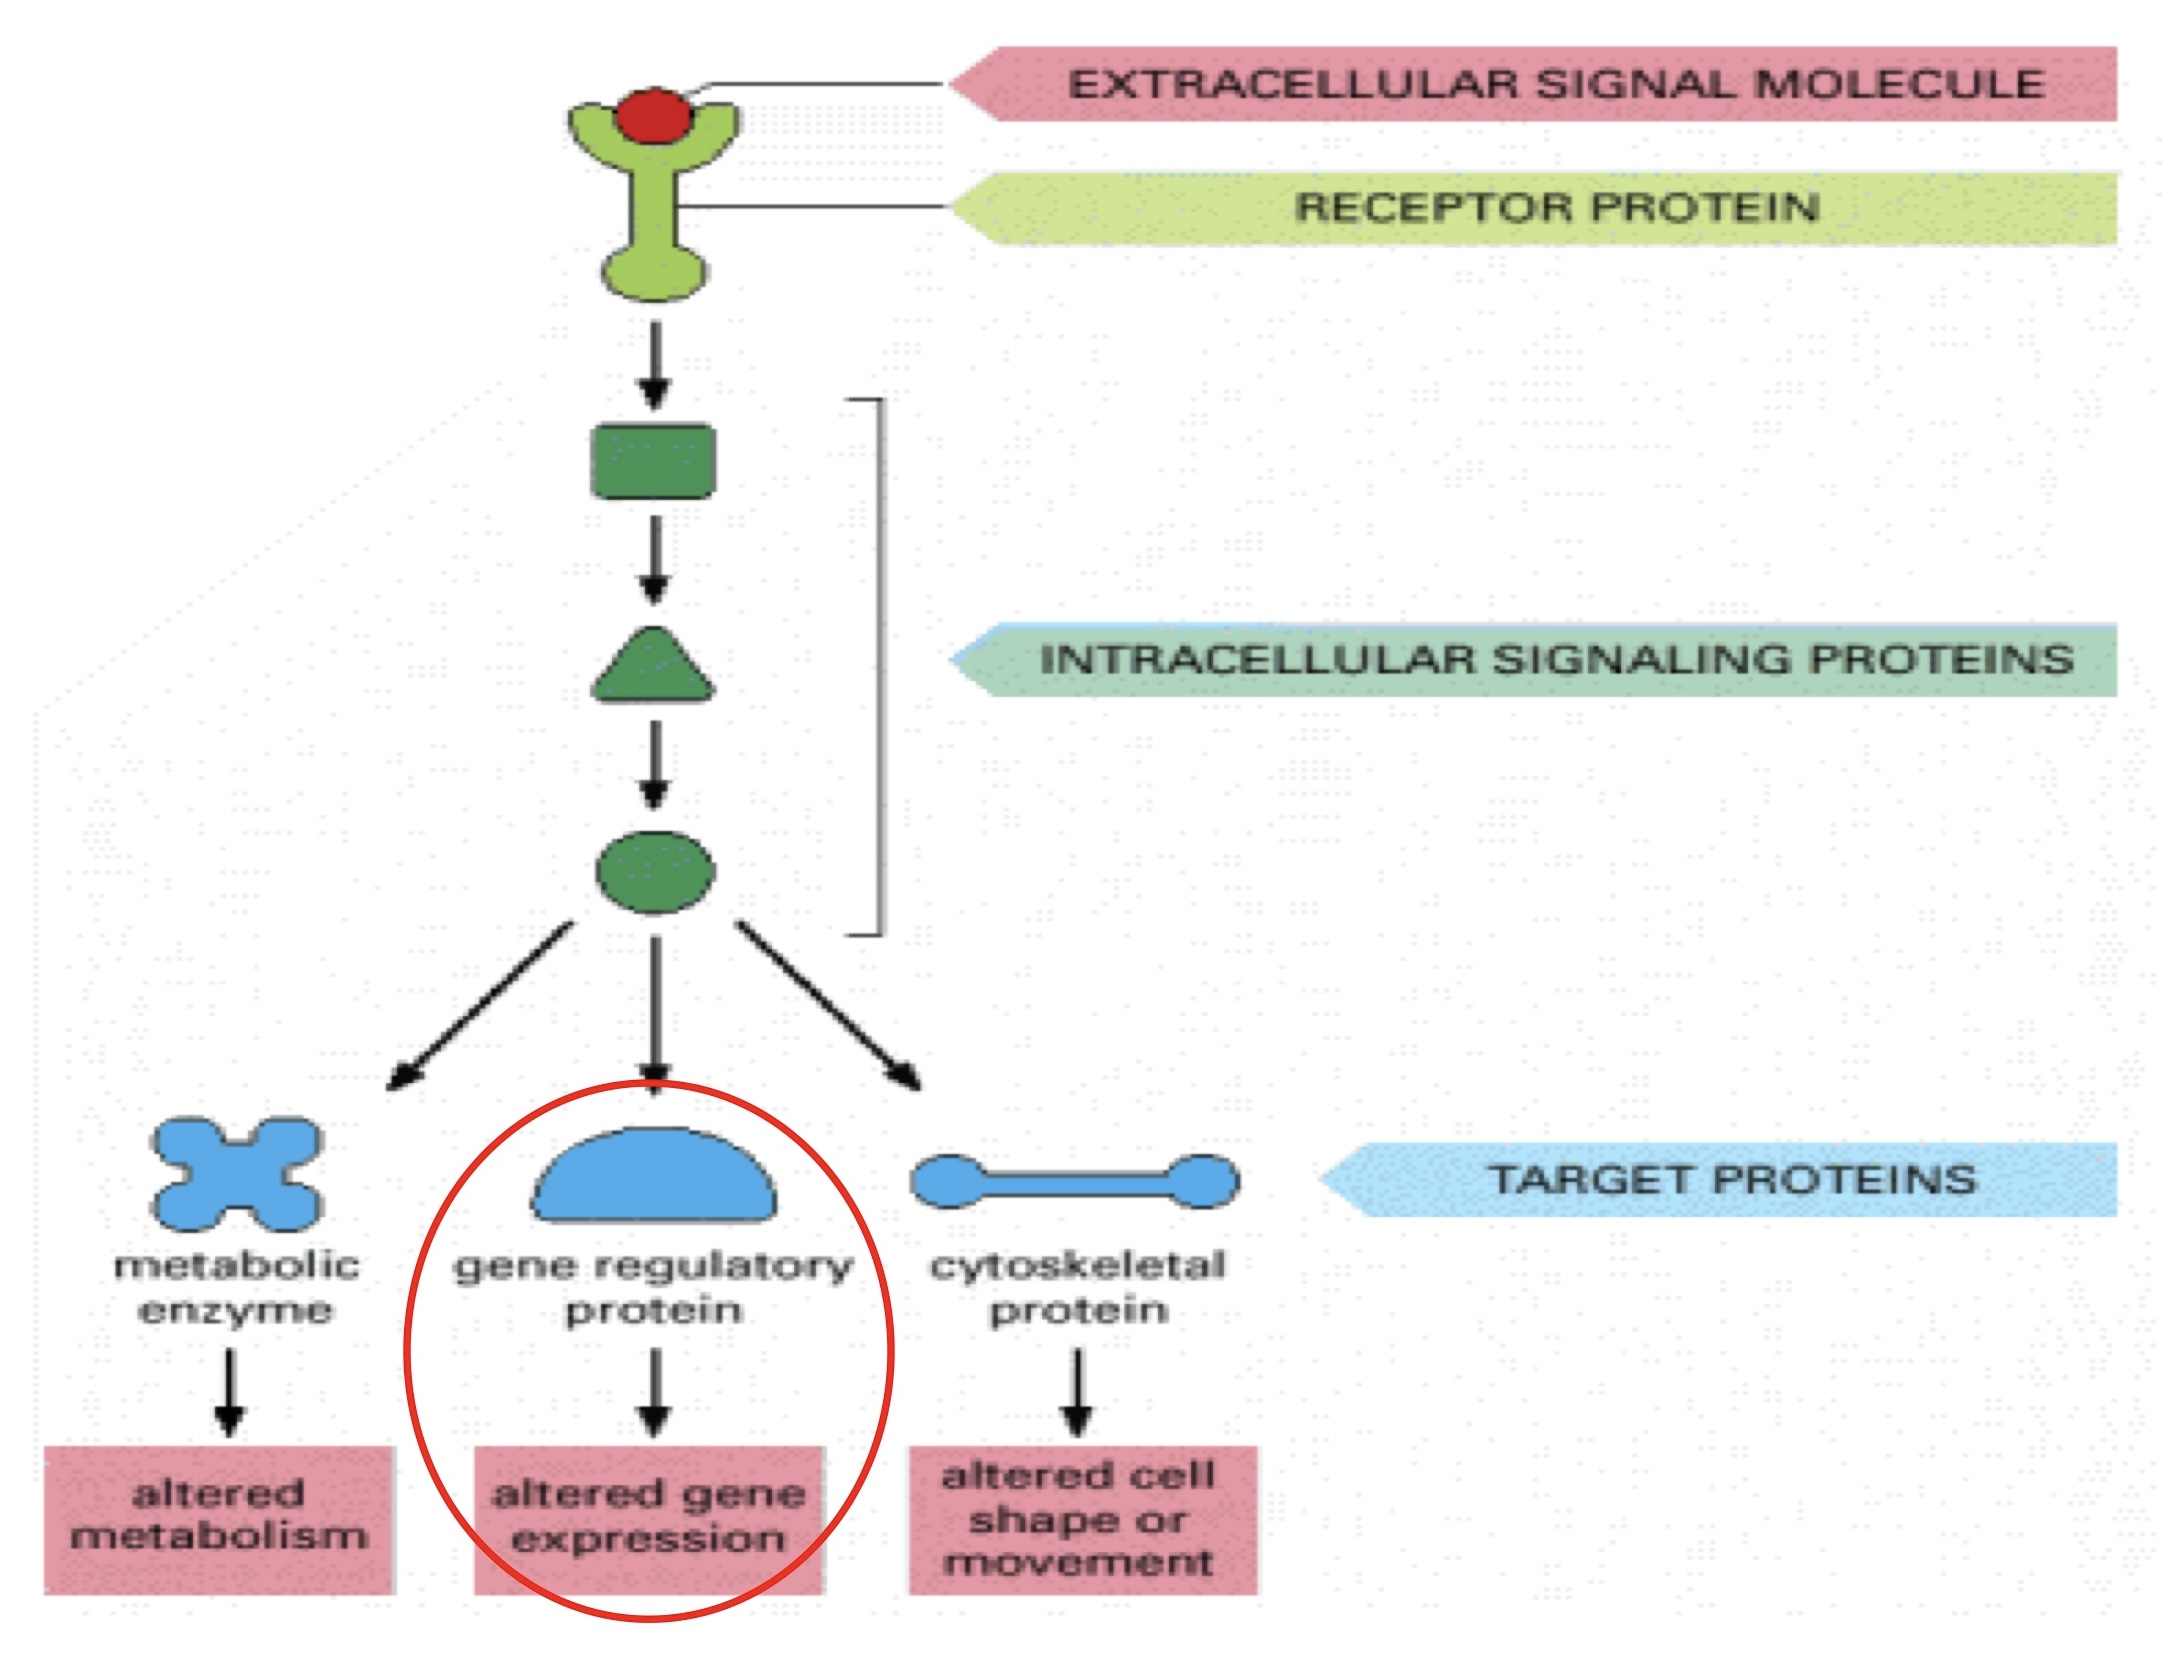 EXTRACELLULAR SIGNAL MOLECULE
RECEPTOR PROTEIN
INTRACELLULAR SIGNALING PROTEINS
TARGET PROTEINS
metabolic
enzyme
gene regulatory
protein
cytoskeletal
protein
altered
metabolism
altered gene
expression
altered cell
shape or
movement